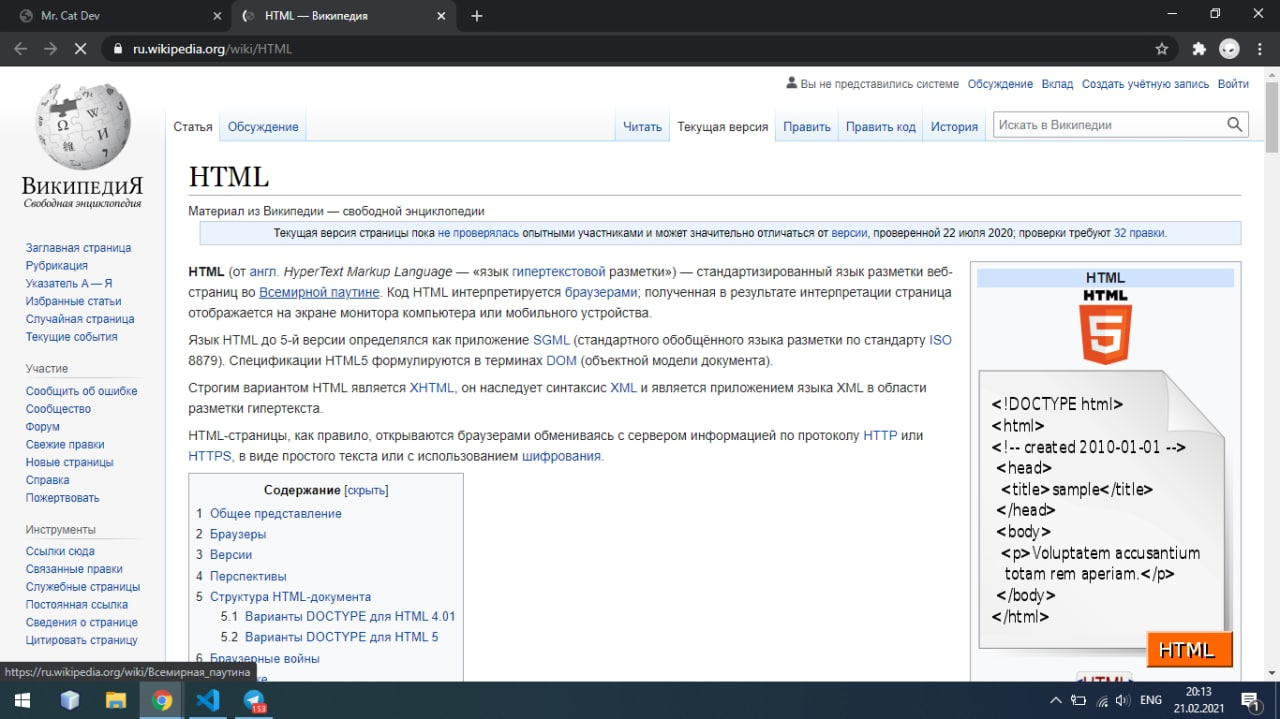 Mr. Cat Dev
HTML — Википедия
ru.wikipedia.org/wiki/HTML
Вы не представились системе Обсуждение Вклад Создать учётную запись Войти
Статья Обсуждение Читать Текущая версия Править Править код История Искать в Википедии
ВикипедиЯ
Свободная энциклопедия
Заглавная страница
Рубрикация
Указатель А — Я
Избранные статьи
Случайная страница
Текущие события
Участие
Сообщить об ошибке
Сообщество
Форум
Свежие правки
Новые страницы
Справка
Пожертвовать
Инструменты
Ссылки сюда
Связанные правки
Служебные страницы
Постоянная ссылка
Сведения о странице
Цитировать страницу
HTML
Материал из Википедии — свободной энциклопедии
Текущая версия страницы пока не проверялась опытными участниками и может значительно отличаться от версии, проверенной 22 июля 2020; проверки требуют 32 правки.
HTML (от англ. HyperText Markup Language — «язык гипертекстовой разметки») — стандартизированный язык разметки веб-
страниц во Всемирной паутине. Код HTML интерпретируется браузерами; полученная в результате интерпретации страница
отображается на экране монитора компьютера или мобильного устройства.
Язык HTML до 5-й версии определялся как приложение SGML (стандартного обобщённого языка разметки по стандарту ISO
8879). Спецификации HTML5 формулируются в терминах DOM (объектной модели документа).
Строгим вариантом HTML является XHTML, он наследует синтаксис XML и является приложением языка XML в области
разметки гипертекста.
HTML-страницы, как правило, открываются браузерами обмениваясь с сервером информацией по протоколу HTTP или
HTTPS, в виде простого текста или с использованием шифрования.
Содержание [скрыть]
1 Общее представление
2 Браузеры
3 Версии
4 Перспективы
5 Структура HTML-документа
5.1 Варианты DOCTYPE для HTML 4.01
5.2 Варианты DOCTYPE для HTML 5
6 Браузерные войны
HTML
HTML
5
<!DOCTYPE html>
<html>
<!-- created 2010-01-01 -->
<head>
<title>sample</title>
</head>
<body>
<p>Voluptatem accusantium
totam rem aperiam.</p>
</body>
</html>
HTML
<HTML>
https://ru.wikipedia.org/wiki/Всемирная_паутина
153
ENG
20:13
21.02.2021
1